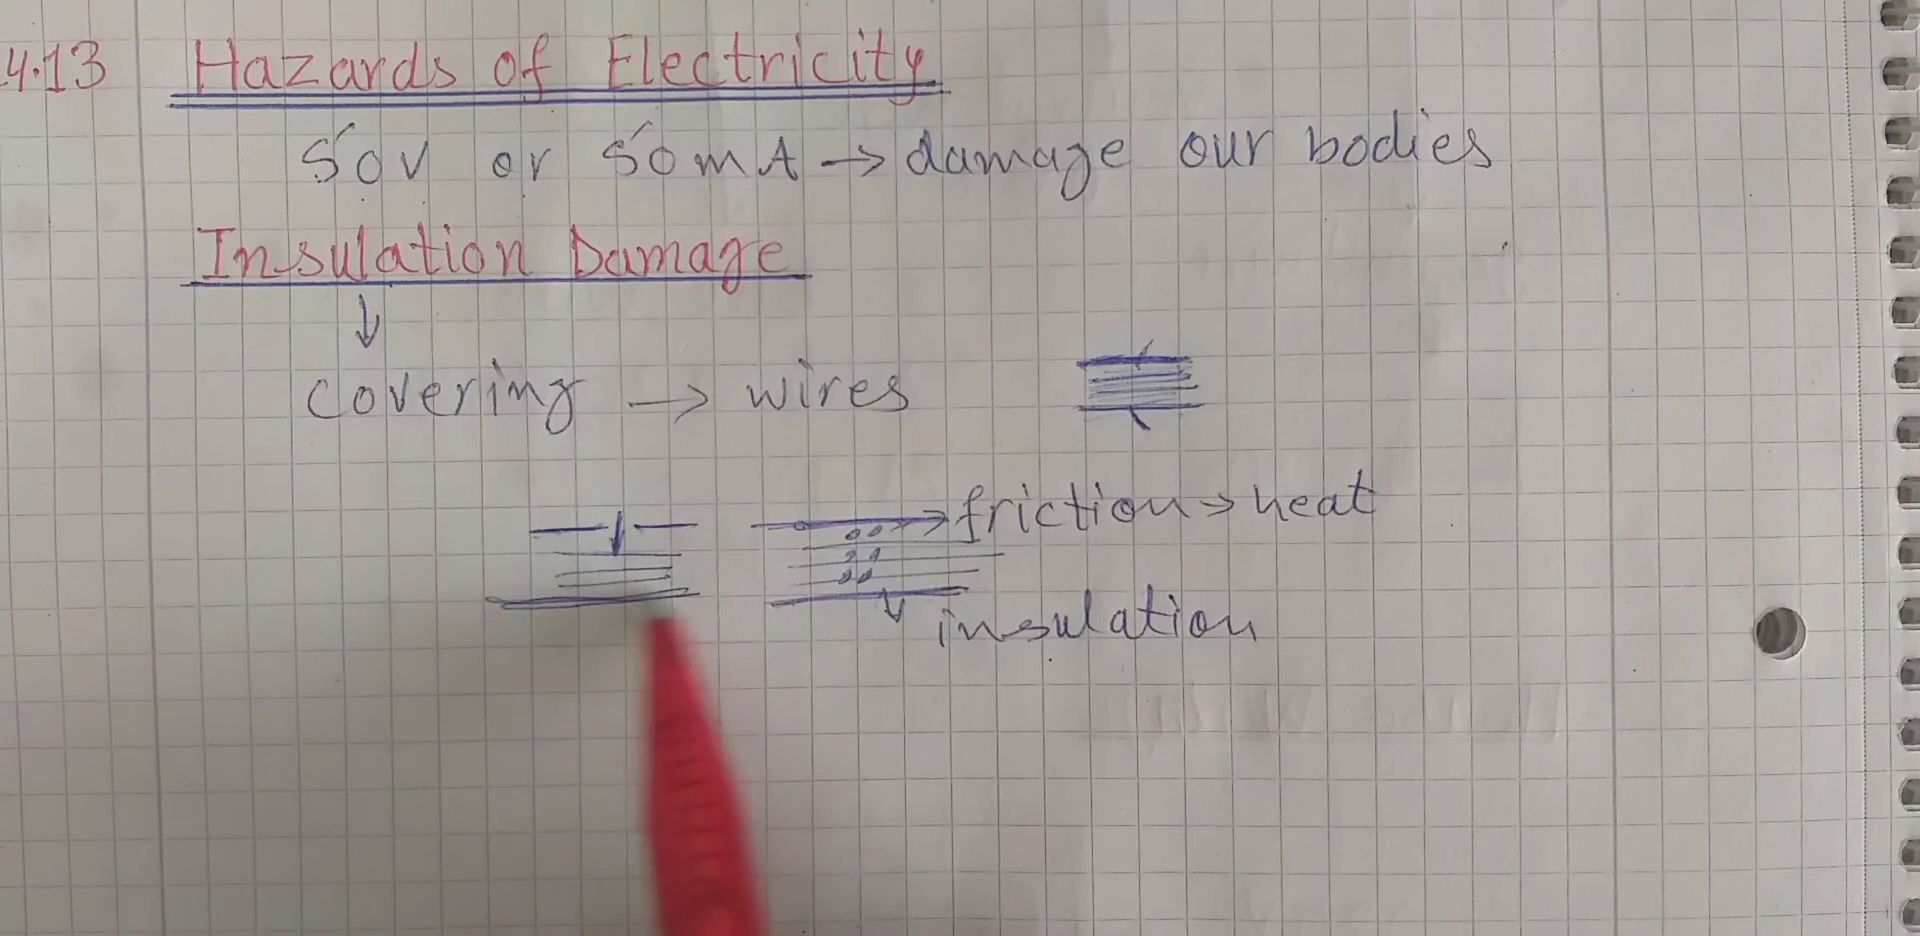 4.13 Hazards of Electricity
50V or 50mA → damage our bodies
Insulation Damage
↓
covering → wires
friction → heat
insulation